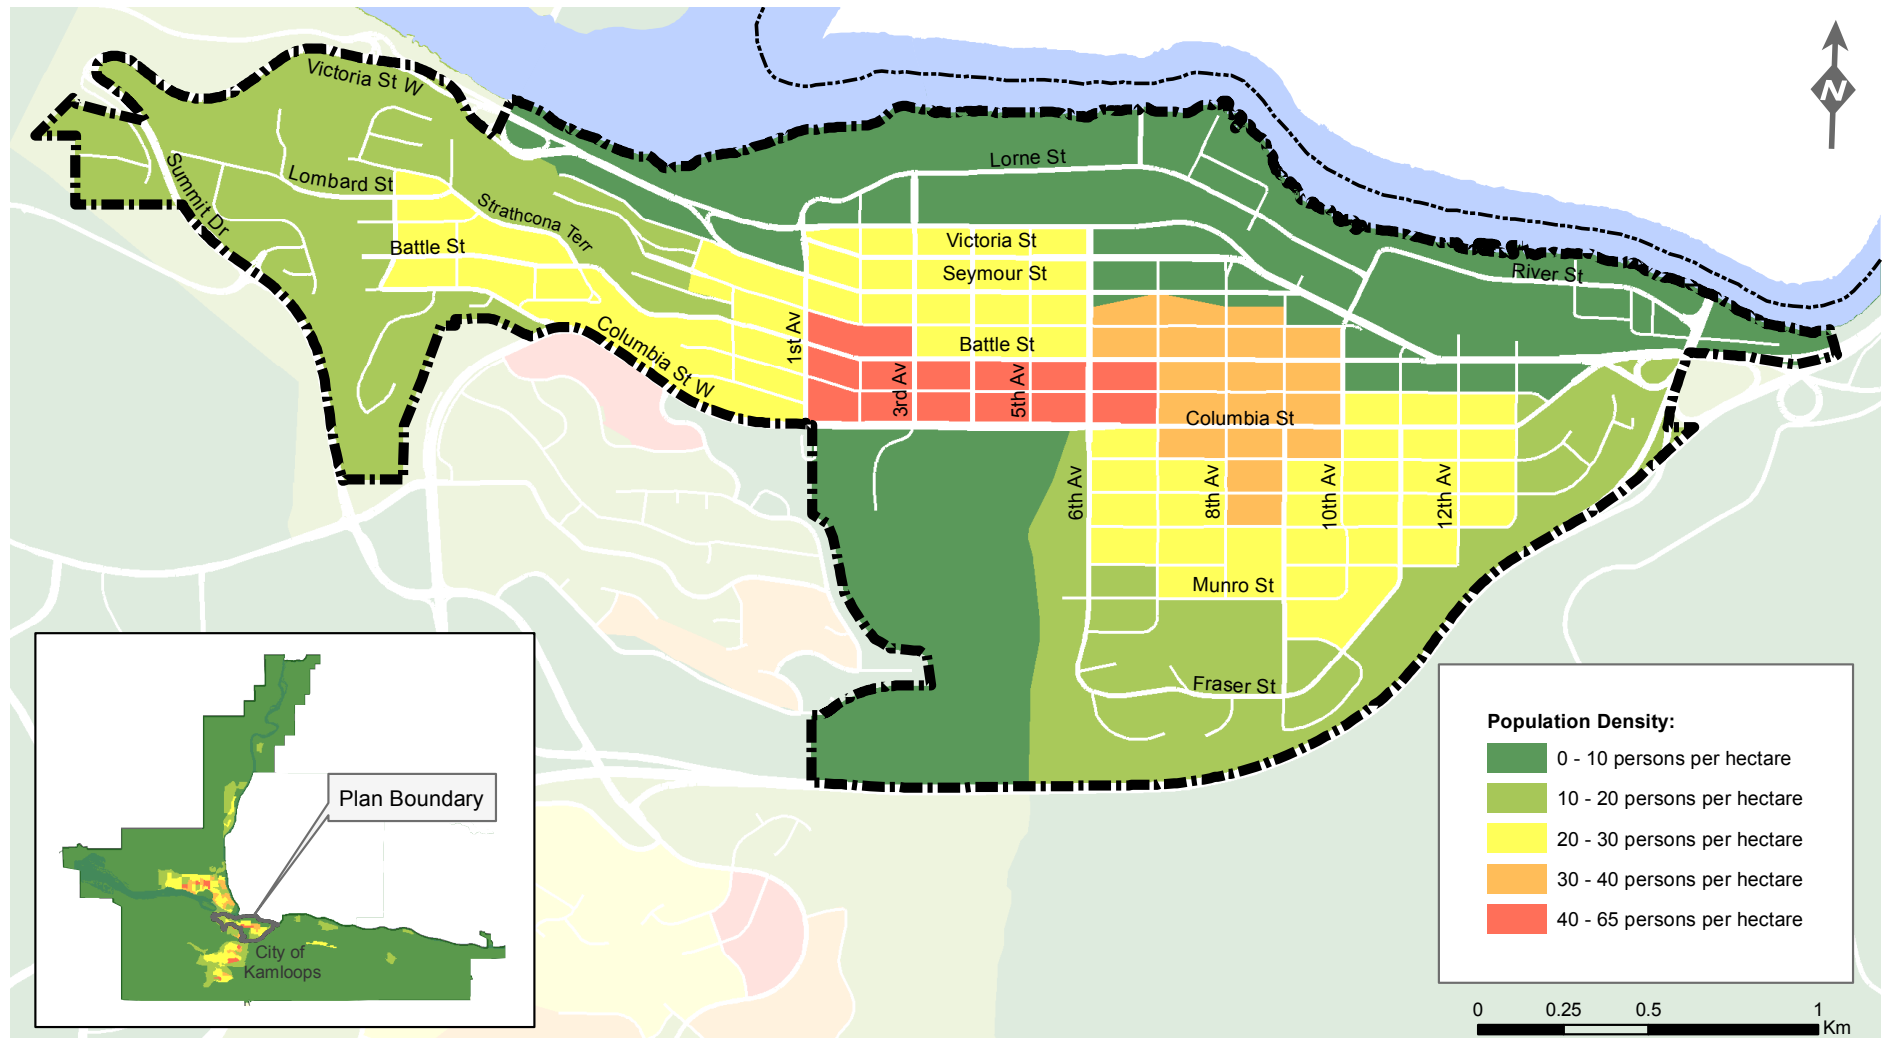 Victoria St W
N
Lorne St
Summit Dr
Lombard St
Strathcona Terr
Battle St
Victoria St
Seymour St
River St
Columbia St W
1st Av
Battle St
3rd Av
5th Av
Columbia St
6th Av
8th Av
10th Av
12th Av
Munro St
Fraser St
Plan Boundary
City of
Kamloops
Population Density:
0 - 10 persons per hectare
10 - 20 persons per hectare
20 - 30 persons per hectare
30 - 40 persons per hectare
40 - 65 persons per hectare
0 0.25 0.5 1
Km